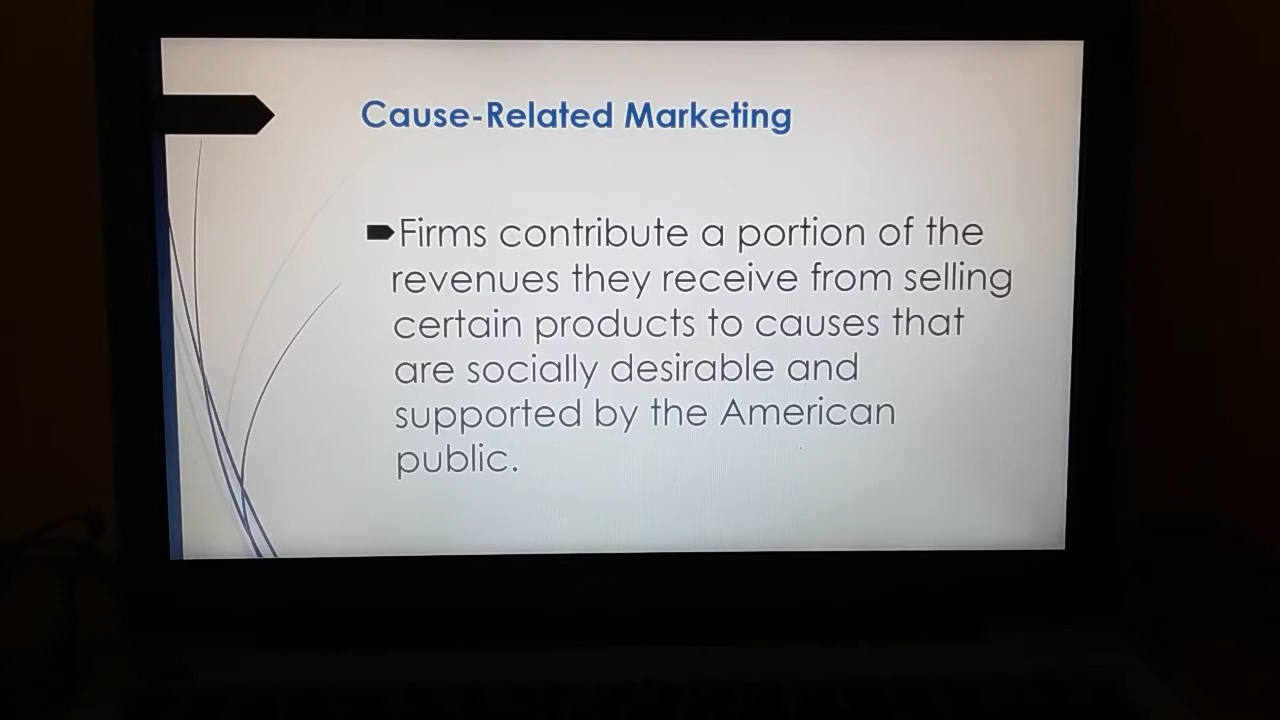 Cause-Related Marketing
Firms contribute a portion of the
revenues they receive from selling
certain products to causes that
are socially desirable and
supported by the American
public.